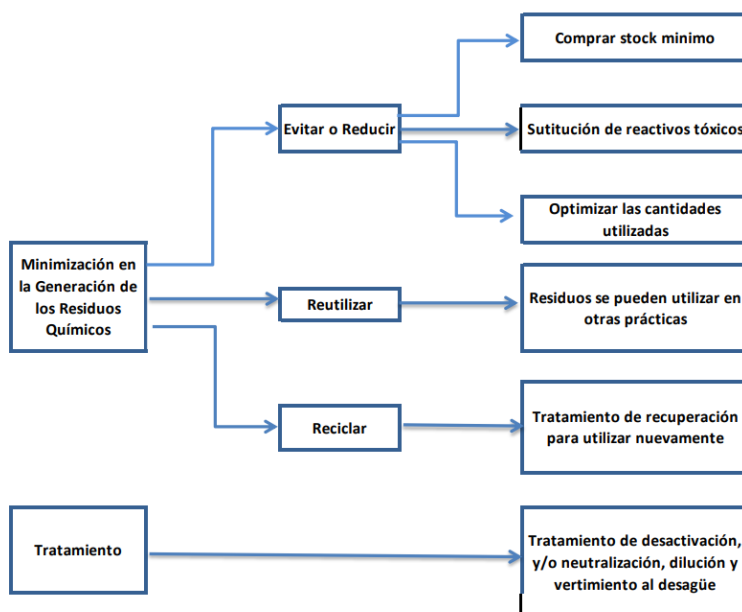 Comprar stock minimo
Evitar o Reducir
Sutitución de reactivos tóxicos
Optimizar las cantidades
utilizadas
Minimización en
la Generación de
los Residuos
Químicos
Reutilizar
Residuos se pueden utilizar en
otras prácticas
Reciclar
Tratamiento de recuperación
para utilizar nuevamente
Tratamiento
Tratamiento de desactivación,
y/o neutralización, dilución y
vertimiento al desagüe